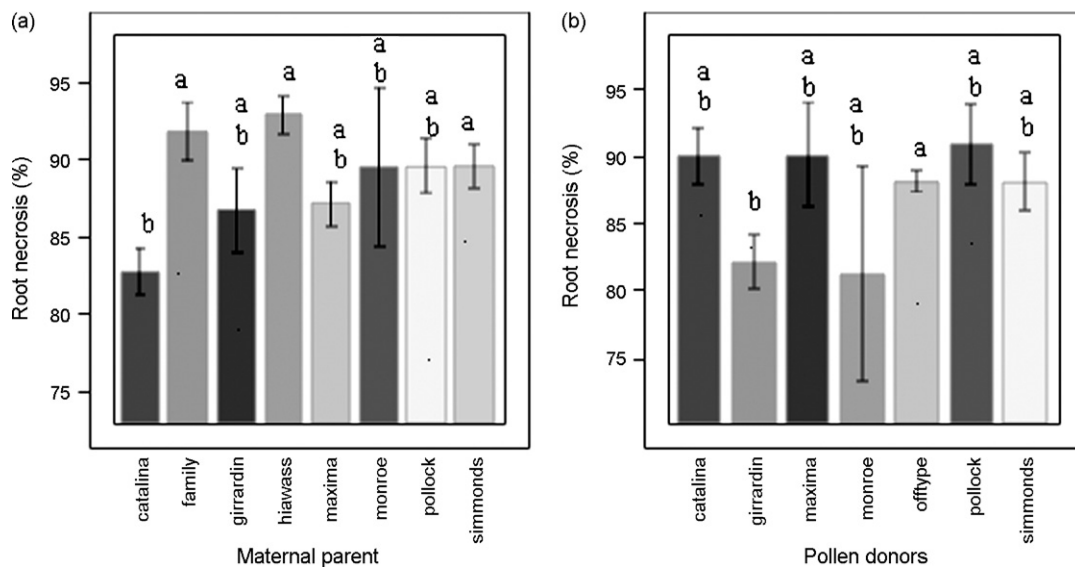 (a)
Root necrosis (%)
95
90
85
80
75
b
a
a
b
a
a
b
a
b
a
b
a
catalina
family
girrardin
hiawass
maxima
monroe
pollock
simmonds
Maternal parent
(b)
Root necrosis (%)
95
90
85
80
75
a
b
b
a
b
a
b
a
a
b
a
b
catalina
girrardin
maxima
monroe
offtype
pollock
simmonds
Pollen donors